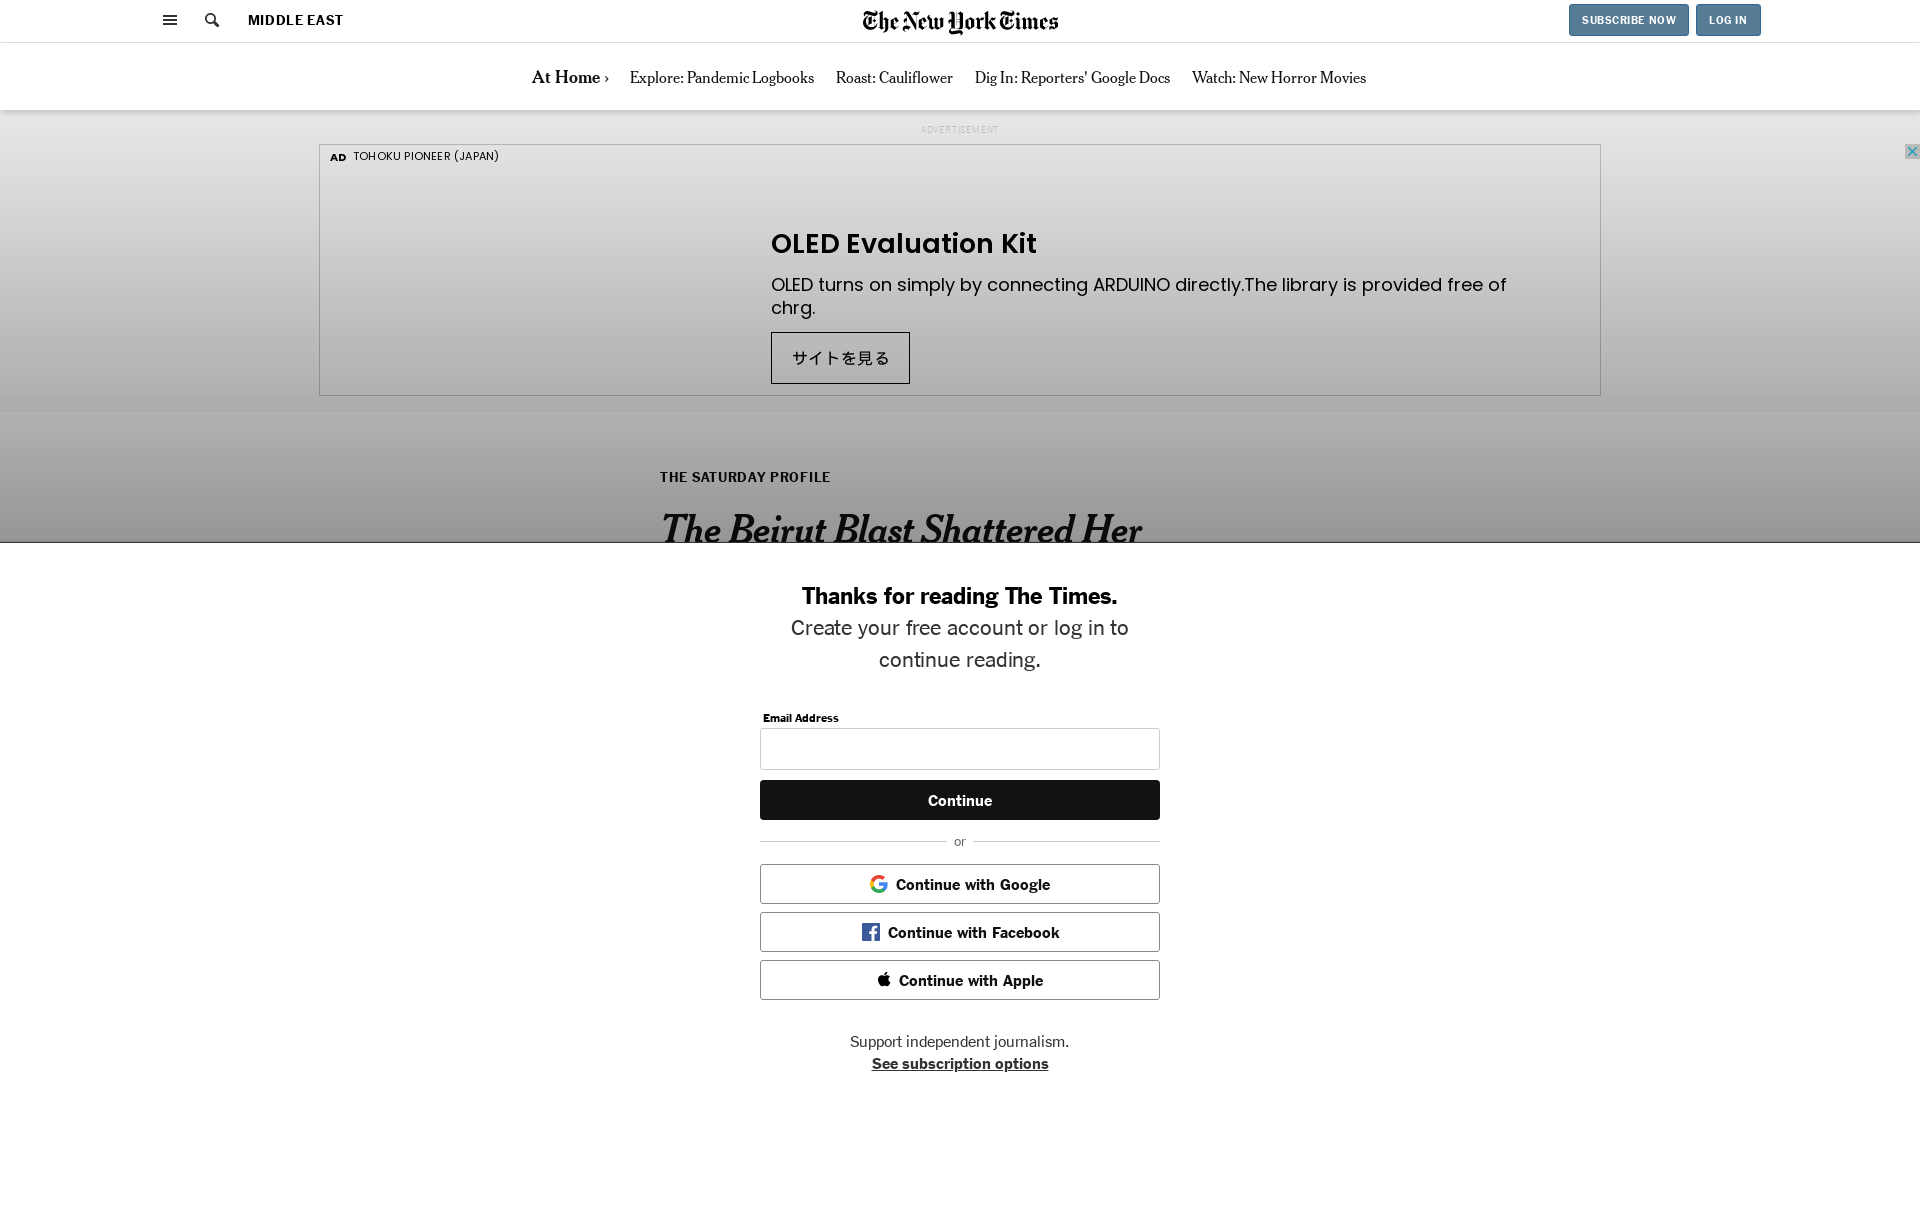 MIDDLE EAST
The New York Times
SUBSCRIBE NOW
LOG IN
At Home ›
Explore: Pandemic Logbooks
Roast: Cauliflower
Dig In: Reporters' Google Docs
Watch: New Horror Movies
ADVERTISEMENT
AD TOHOKU PIONEER (JAPAN)
OLED Evaluation Kit
OLED turns on simply by connecting ARDUINO directly.The library is provided free of
chrg.
サイトを見る
THE SATURDAY PROFILE
The Beirut Blast Shattered Her
Thanks for reading The Times.
Create your free account or log in to
continue reading.
Email Address
Continue
or
Continue with Google
Continue with Facebook
Continue with Apple
Support independent journalism.
See subscription options